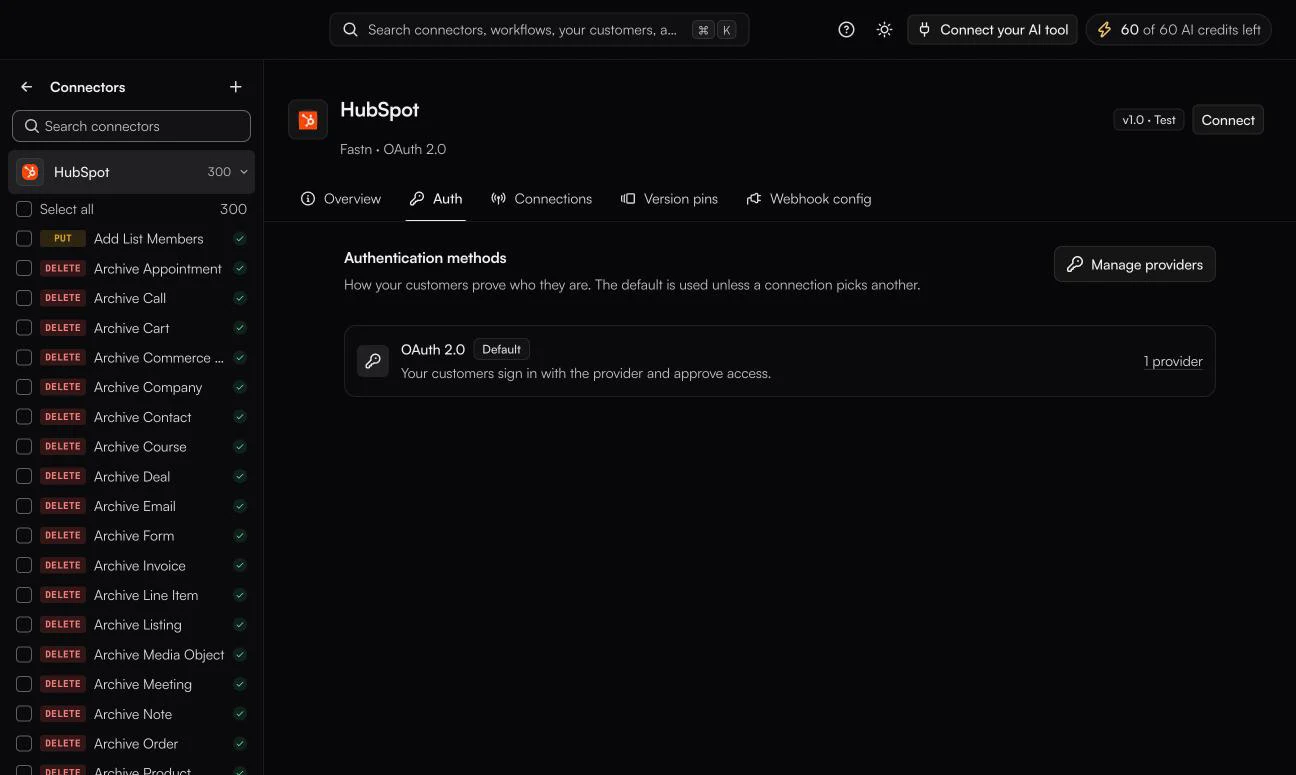 Search connectors, workflows, your customers, a... ⌘ K
Connect your AI tool
60 of 60 AI credits left
Connectors
Search connectors
HubSpot 300
Select all 300
PUT Add List Members
DELETE Archive Appointment
DELETE Archive Call
DELETE Archive Cart
DELETE Archive Commerce ...
DELETE Archive Company
DELETE Archive Contact
DELETE Archive Course
DELETE Archive Deal
DELETE Archive Email
DELETE Archive Form
DELETE Archive Invoice
DELETE Archive Line Item
DELETE Archive Listing
DELETE Archive Media Object
DELETE Archive Meeting
DELETE Archive Note
DELETE Archive Order
DELETE Archive Product
HubSpot
Fastn · OAuth 2.0
v1.0 · Test
Connect
Overview Auth Connections Version pins Webhook config
Authentication methods
How your customers prove who they are. The default is used unless a connection picks another.
Manage providers
OAuth 2.0 Default
Your customers sign in with the provider and approve access.
1 provider